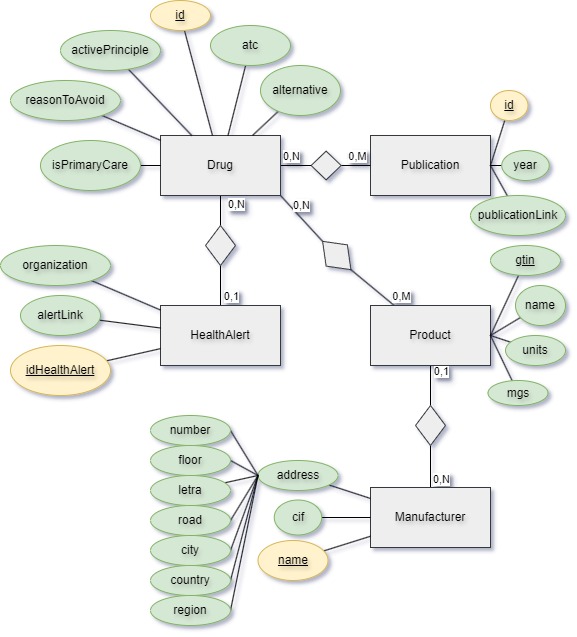 id
activePrinciple
atc
alternative
reasonToAvoid
isPrimaryCare
Drug
0,N
0,M
Publication
id
year
publicationLink
0,N
0,N
organization
alertLink
idHealthAlert
0,1
HealthAlert
0,M
Product
gtin
name
units
mgs
0,1
0,N
number
floor
letra
road
city
country
region
address
cif
name
Manufacturer